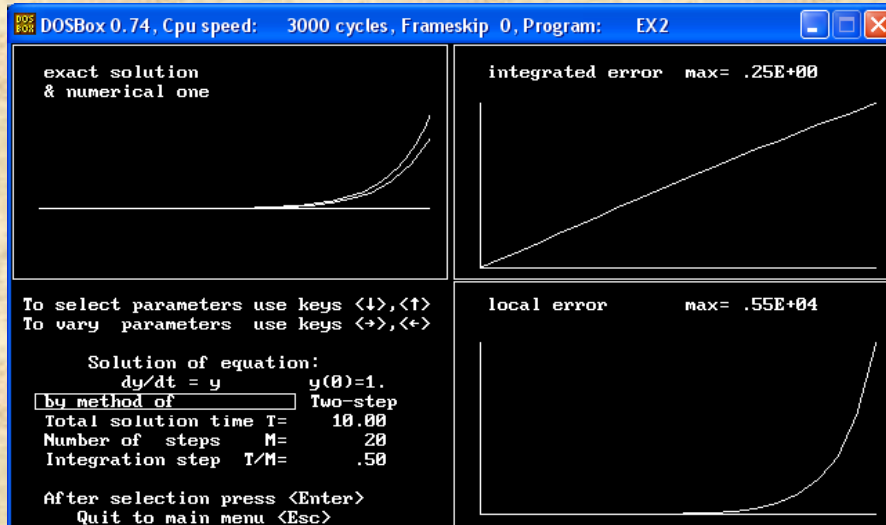 DOS BOX DOSBox 0.74, Cpu speed: 3000 cycles, Frameskip 0, Program: EX2
exact solution
& numerical one
integrated error max= .25E+00
To select parameters use keys <↓>,<↑>
To vary parameters use keys <→>,<←>
Solution of equation:
dy/dt = y y(0)=1.
by method of Two-step
Total solution time T= 10.00
Number of steps M= 20
Integration step T/M= .50
After selection press <Enter>
Quit to main menu <Esc>
local error max= .55E+04